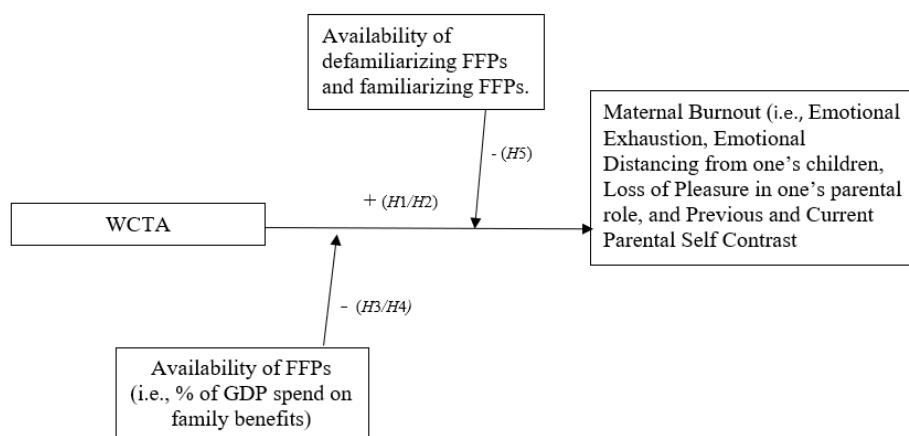 Availability of
defamiliarizing FFPs
and familiarizing FFPs.
Maternal Burnout (i.e., Emotional
Exhaustion, Emotional
Distancing from one's children,
Loss of Pleasure in one's parental
role, and Previous and Current
Parental Self Contrast
- (H5)
+ (H1/H2)
WCTA
- (H3/H4)
Availability of FFPs
(i.e., % of GDP spend on
family benefits)